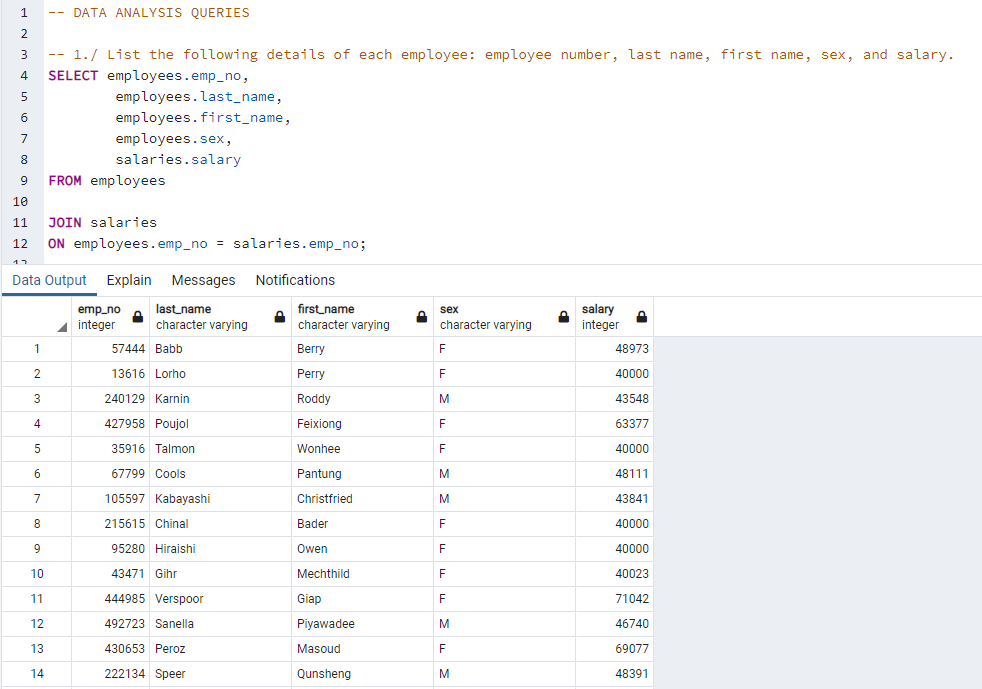 1 -- DATA ANALYSIS QUERIES
2
3 -- 1./ List the following details of each employee: employee number, last name, first name, sex, and salary.
4 SELECT employees.emp_no,
5 employees.last_name,
6 employees.first_name,
7 employees.sex,
8 salaries.salary
9 FROM employees
10
11 JOIN salaries
12 ON employees.emp_no = salaries.emp_no;
Data Output Explain Messages Notifications
emp_no last_name first_name sex salary
integer character varying character varying character varying integer
1 57444 Babb Berry F 48973
2 13616 Lorho Perry F 40000
3 240129 Karnin Roddy M 43548
4 427958 Poujol Feixiong F 63377
5 35916 Talmon Wonhee F 40000
6 67799 Cools Pantung M 48111
7 105597 Kabayashi Christfried M 43841
8 215615 Chinal Bader F 40000
9 95280 Hiraishi Owen F 40000
10 43471 Gihr Mechthild F 40023
11 444985 Verspoor Giap F 71042
12 492723 Sanella Piyawadee M 46740
13 430653 Peroz Masoud F 69077
14 222134 Speer Qunsheng M 48391